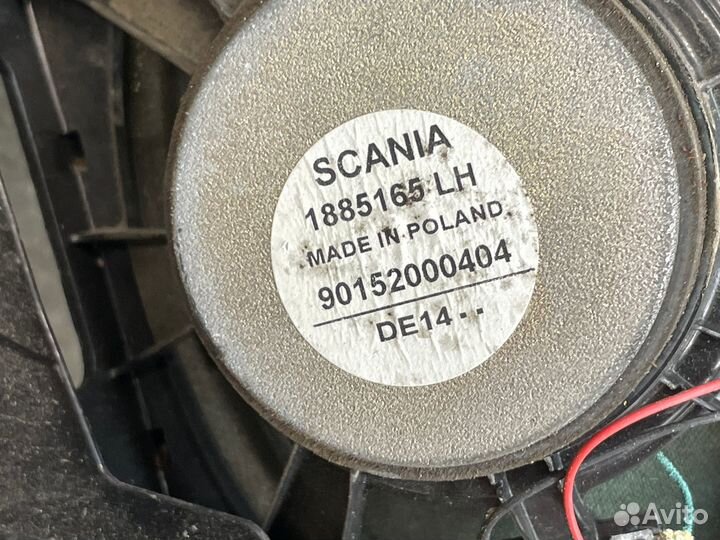 SCANIA
1885165 LH
MADE IN POLAND.
90152000404
DE14--
Avito